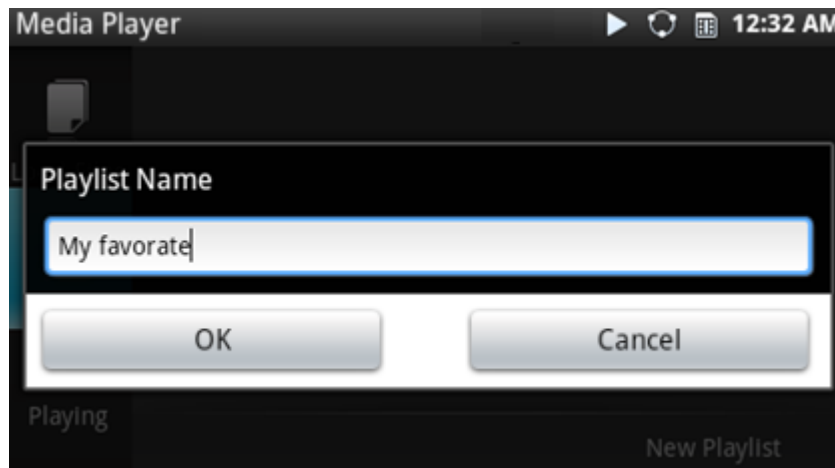 Media Player
12:32 AM
Playlist Name
My favorate
OK
Cancel
Playing
New Playlist